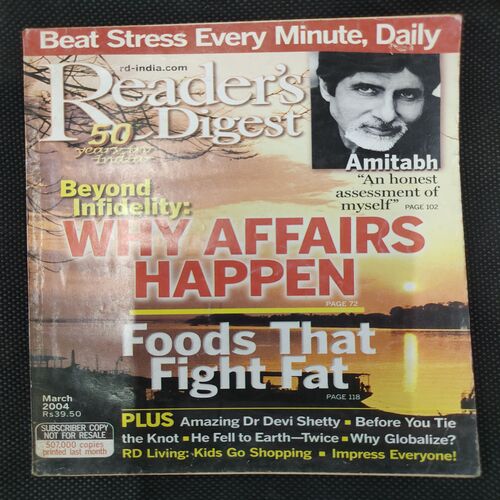 Beat Stress Every Minute, Daily
rd-india.com
Reader's
Digest
50
years in
India
Amitabh
"An honest
assessment of
myself" PAGE 102
Beyond
Infidelity:
WHY AFFAIRS
HAPPEN
PAGE 72
Foods That
Fight Fat
PAGE 118
March
2004
Rs39.50
SUBSCRIBER COPY
NOT FOR RESALE
507,000 copies
printed last month
PLUS Amazing Dr Devi Shetty ▪ Before You Tie
the Knot ▪ He Fell to Earth—Twice ▪ Why Globalize?
RD Living: Kids Go Shopping ▪ Impress Everyone!